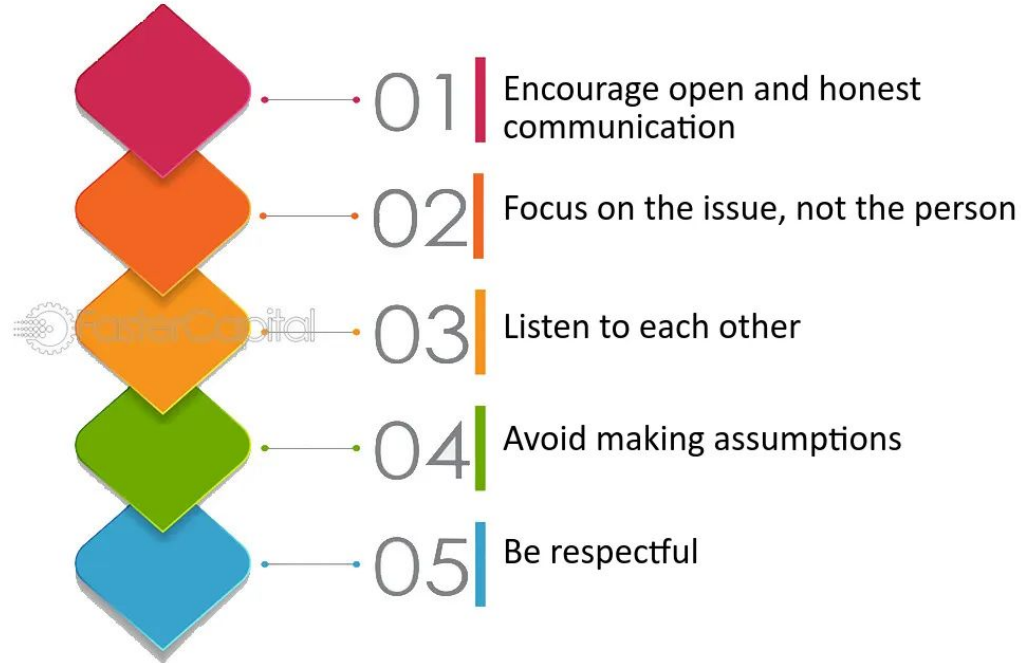 01
Encourage open and honest
communication
02
Focus on the issue, not the person
FasterCapital
03
Listen to each other
04
Avoid making assumptions
05
Be respectful